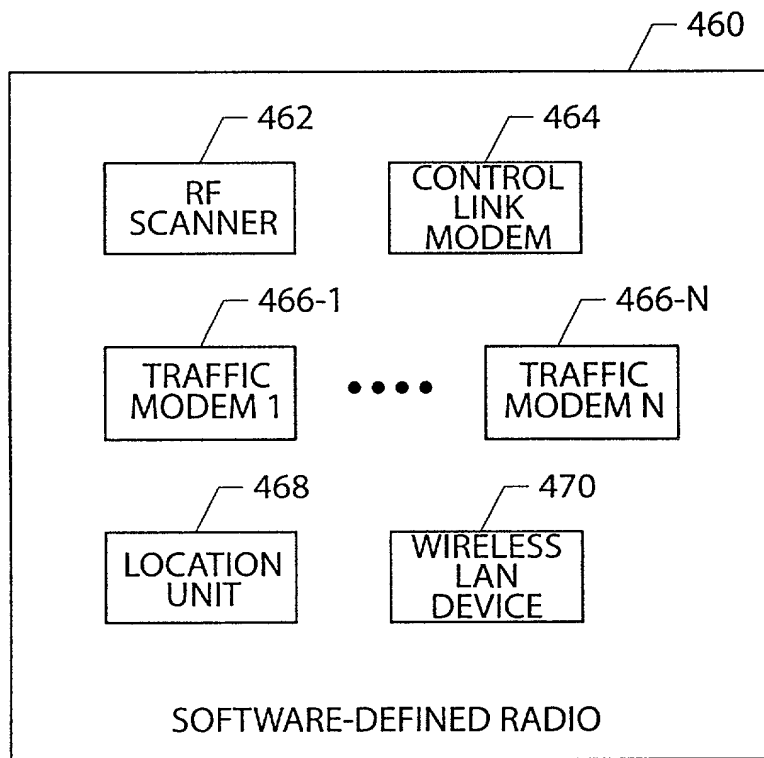 460
462
464
RF
SCANNER
CONTROL
LINK
MODEM
466-1
466-N
TRAFFIC
MODEM 1
TRAFFIC
MODEM N
468
470
LOCATION
UNIT
WIRELESS
LAN
DEVICE
SOFTWARE-DEFINED RADIO